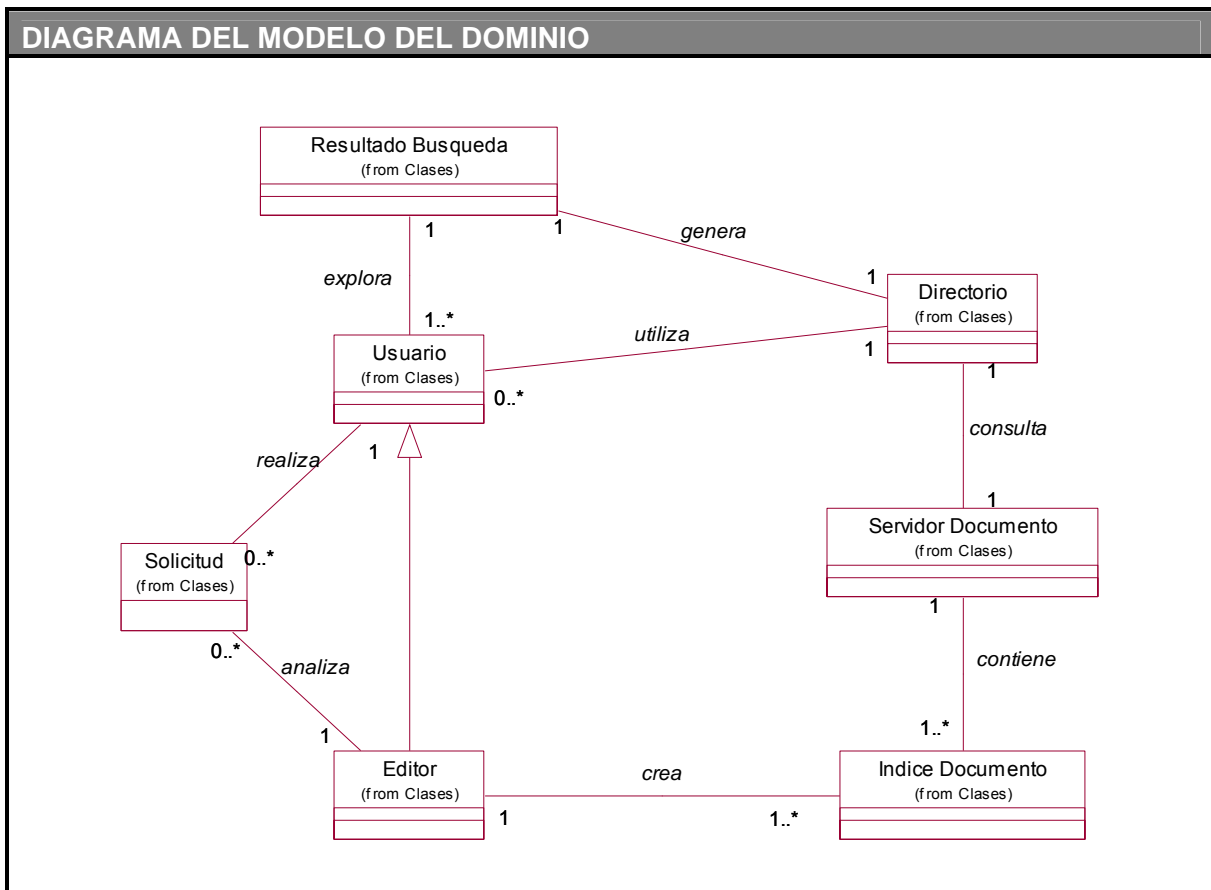 DIAGRAMA DEL MODELO DEL DOMINIO
Resultado Busqueda
(from Clases)
1
1
genera
explora
1
Directorio
(from Clases)
1..*
utiliza
1
1
Usuario
(from Clases)
0..*
realiza
1
consulta
1
Servidor Documento
(from Clases)
Solicitud
0..*
(from Clases)
1
0..*
analiza
contiene
1
1..*
Editor
(from Clases)
crea
Indice Documento
(from Clases)
1
1..*